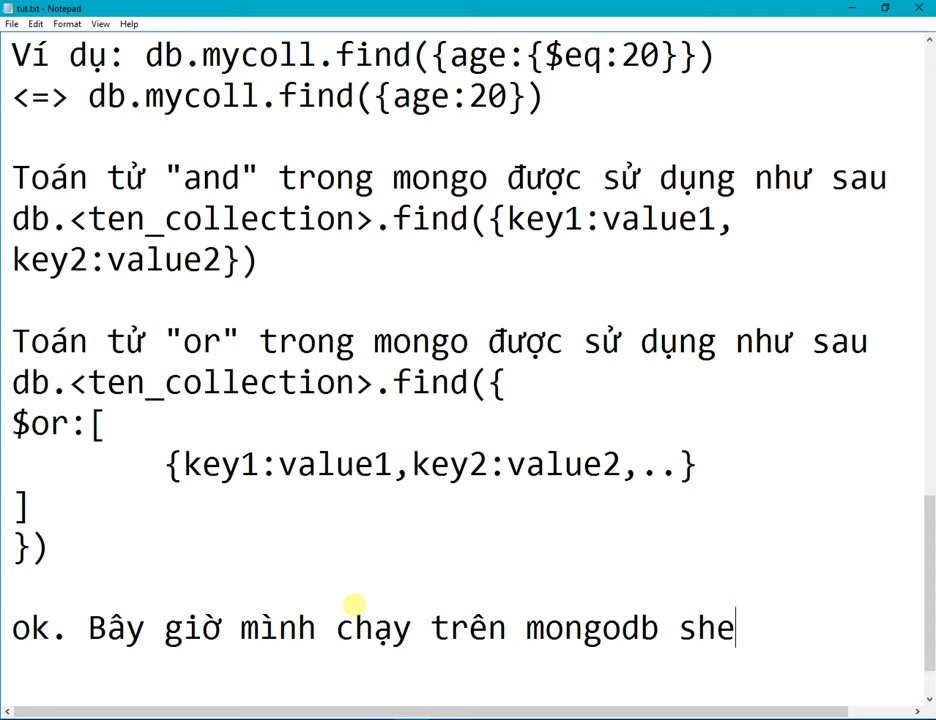 tut.txt - Notepad
File Edit Format View Help
Ví dụ: db.mycoll.find({age:{$eq:20}})
<=> db.mycoll.find({age:20})
Toán tử "and" trong mongo được sử dụng như sau
db.<ten_collection>.find({key1:value1,
key2:value2})
Toán tử "or" trong mongo được sử dụng như sau
db.<ten_collection>.find({
$or:[
{key1:value1,key2:value2,..}
]
})
ok. Bây giờ mình chạy trên mongodb she